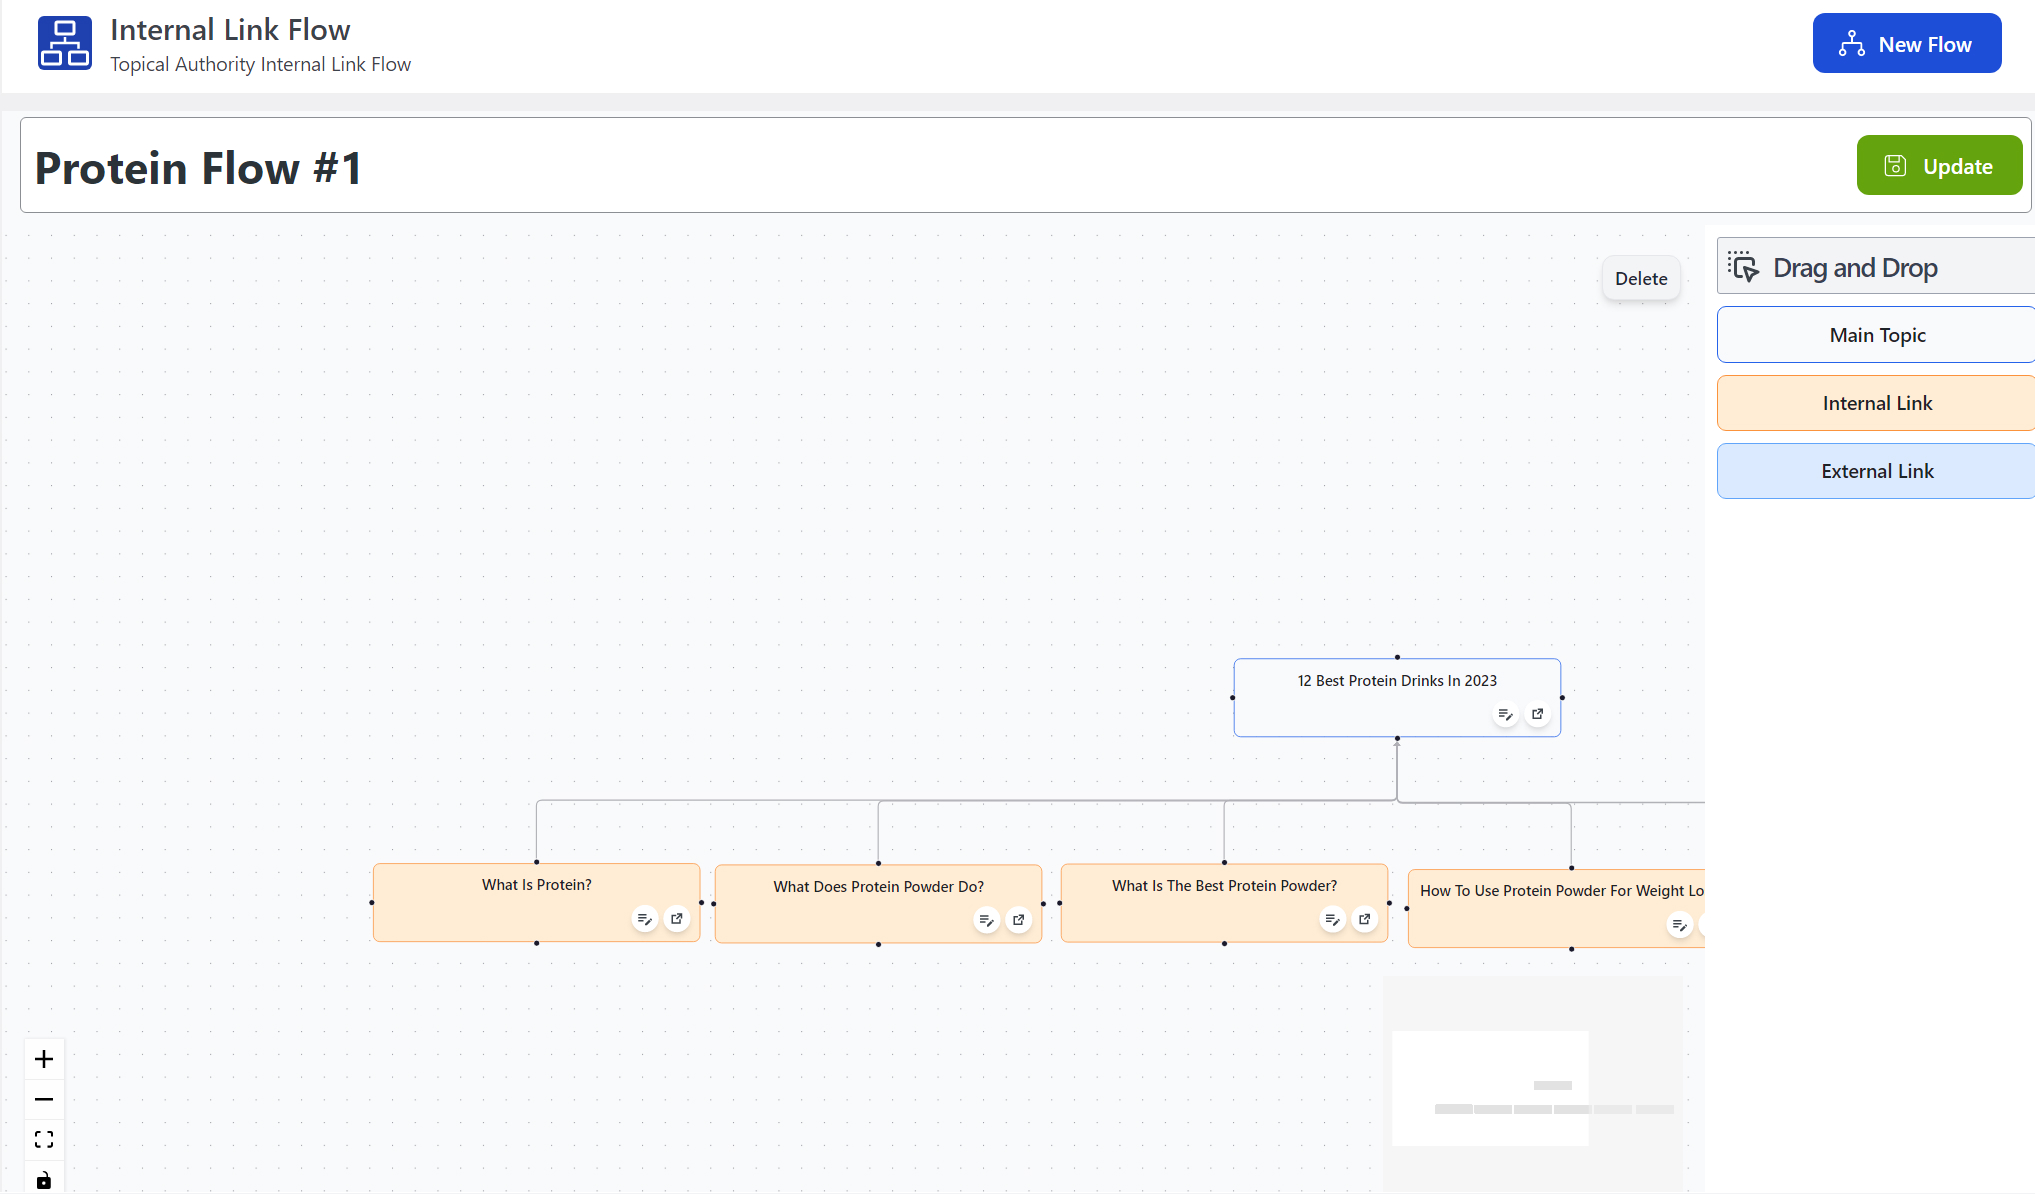 Internal Link Flow
Topical Authority Internal Link Flow
New Flow
Protein Flow #1
Update
Delete
Drag and Drop
Main Topic
Internal Link
External Link
12 Best Protein Drinks In 2023
What Is Protein?
What Does Protein Powder Do?
What Is The Best Protein Powder?
How To Use Protein Powder For Weight Lo